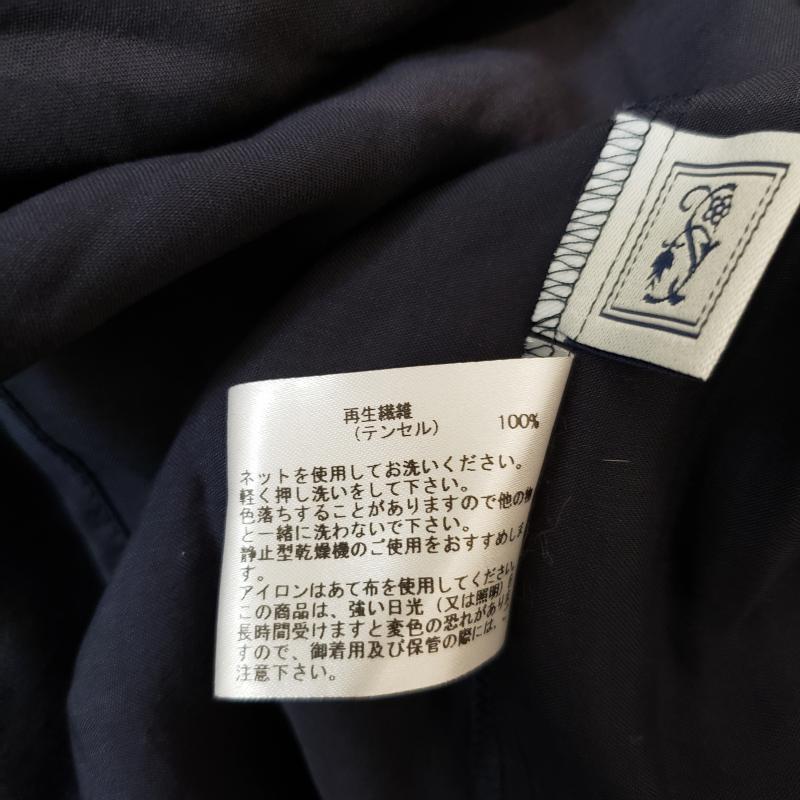 再生繊維
(テンセル) 100%
ネットを使用してお洗いください。
軽く押し洗いをして下さい。
色落ちすることがありますので他の物
と一緒に洗わないで下さい。
静止型乾燥機のご使用をおすすめしま
す。
アイロンはあて布を使用してください。
この商品は、強い日光(又は照明)
長時間受けますと変色の恐れがありま
すので、御着用及び保管の際には、
注意下さい。